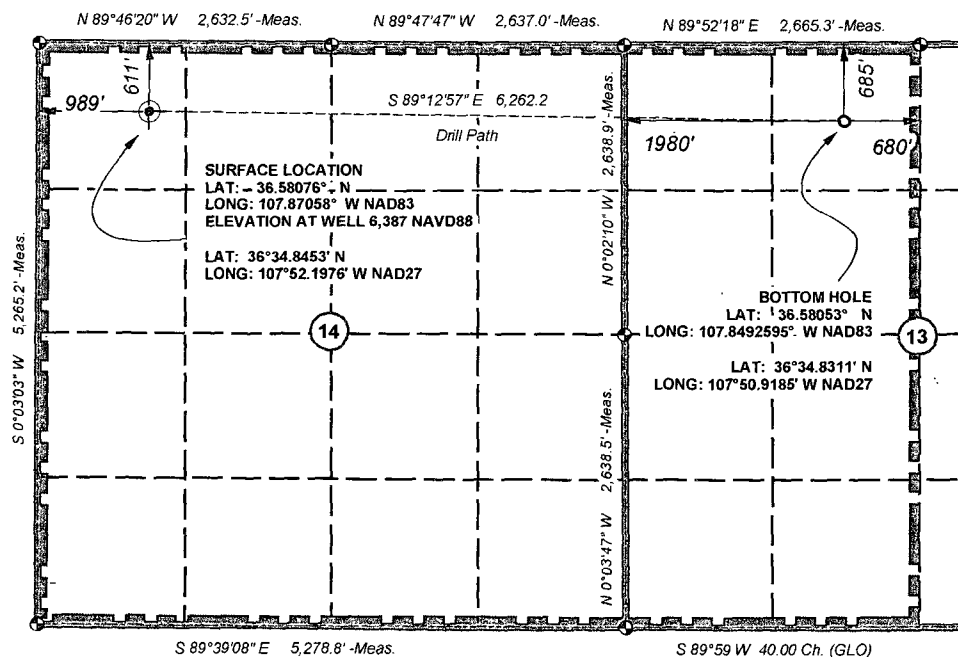 N 89°46'20" W 2,632.5' -Meas.
N 89°47'47" W 2,637.0' -Meas.
N 89°52'18" E 2,665.3' -Meas.
611'
989'
S 89°12'57" E 6,262.2
Drill Path
685'
1980'
680'
N 0°02'10" W 2,638.9' -Meas.
SURFACE LOCATION
LAT: 36.58076° N
LONG: 107.87058° W NAD83
ELEVATION AT WELL 6,387 NAVD88
LAT: 36°34.8453' N
LONG: 107°52.1976' W NAD27
S 0°03'03" W 5,265.2' -Meas.
BOTTOM HOLE
LAT: 36.58053° N
LONG: 107.8492595° W NAD83
LAT: 36°34.8311' N
LONG: 107°50.9185' W NAD27
14
13
N 0°03'47" W 2,638.5' -Meas.
S 89°39'08" E 5,278.8' -Meas.
S 89°59 W 40.00 Ch. (GLO)